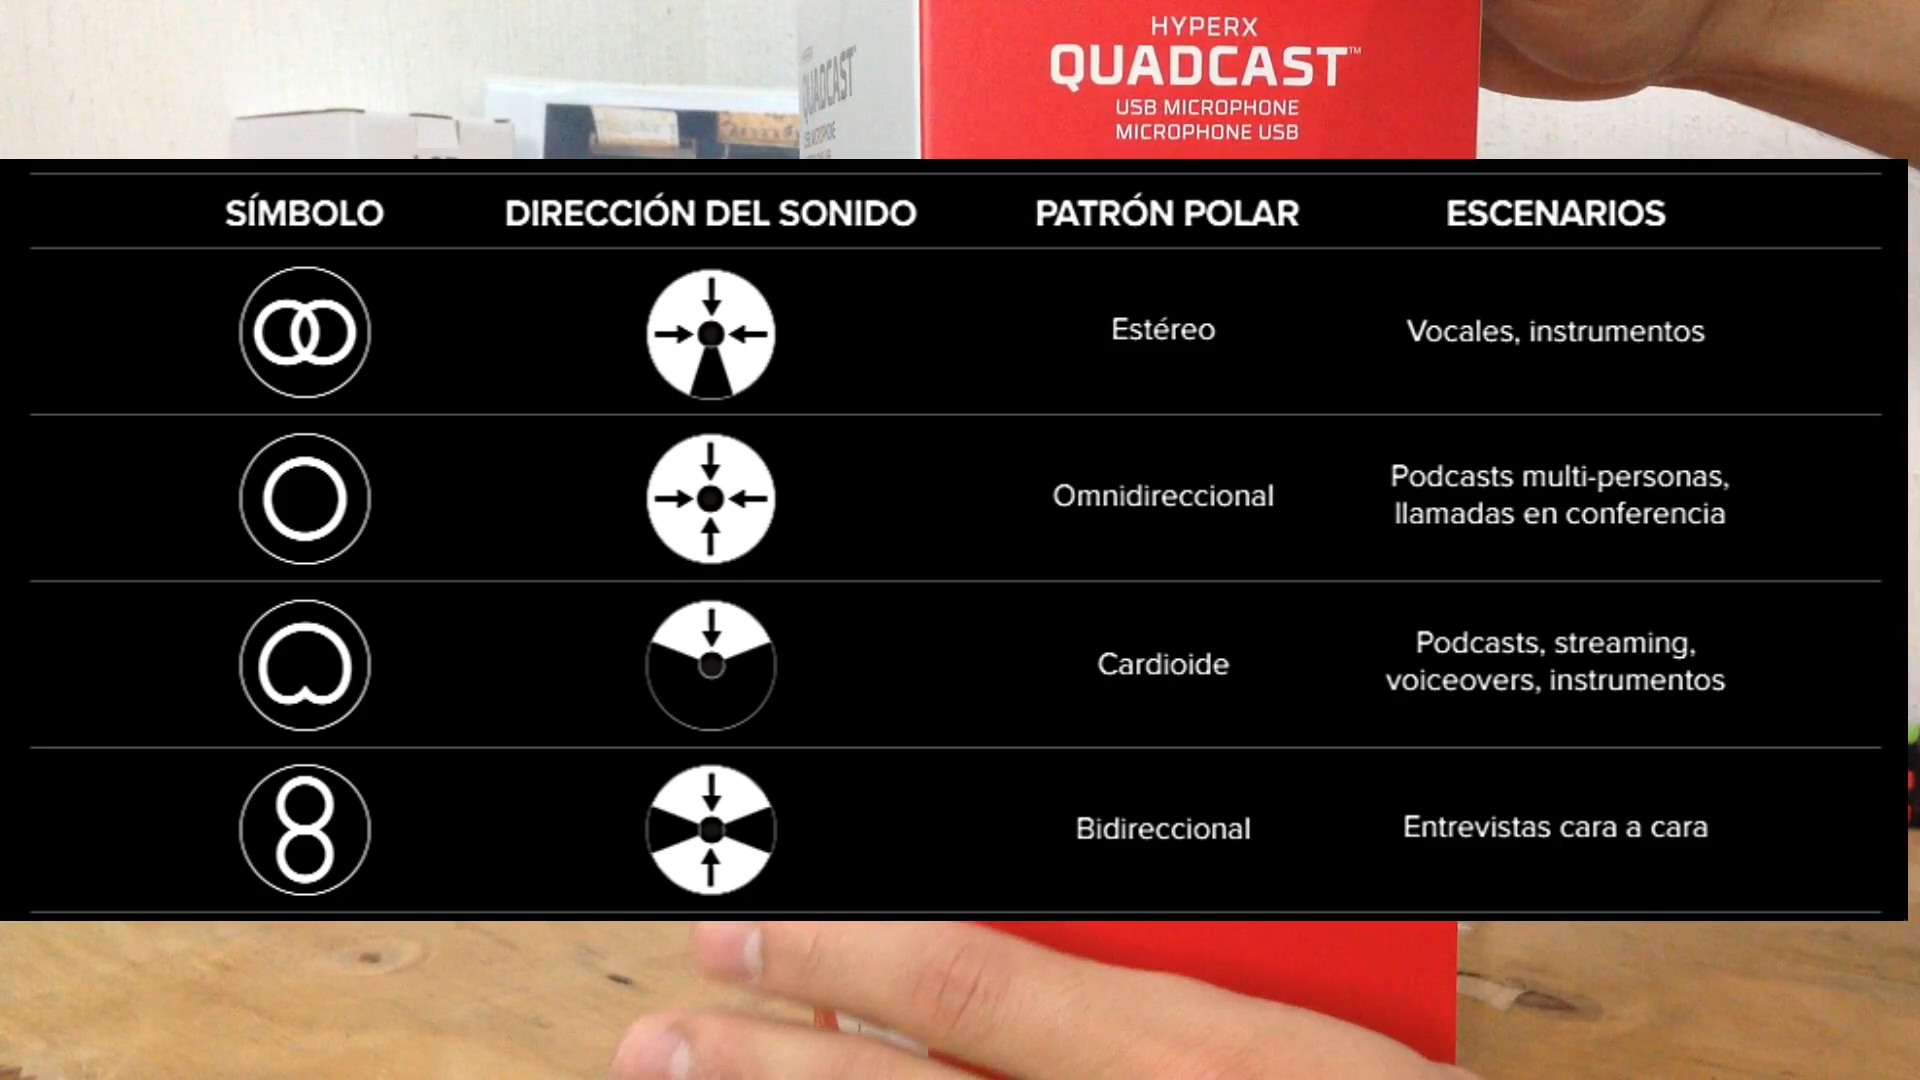 HYPERX
QUADCAST™
USB MICROPHONE
MICROPHONE USB
QUADCAST
SÍMBOLO DIRECCIÓN DEL SONIDO PATRÓN POLAR ESCENARIOS
Estéreo Vocales, instrumentos
Omnidireccional Podcasts multi-personas,
llamadas en conferencia
Cardioide Podcasts, streaming,
voiceovers, instrumentos
Bidireccional Entrevistas cara a cara